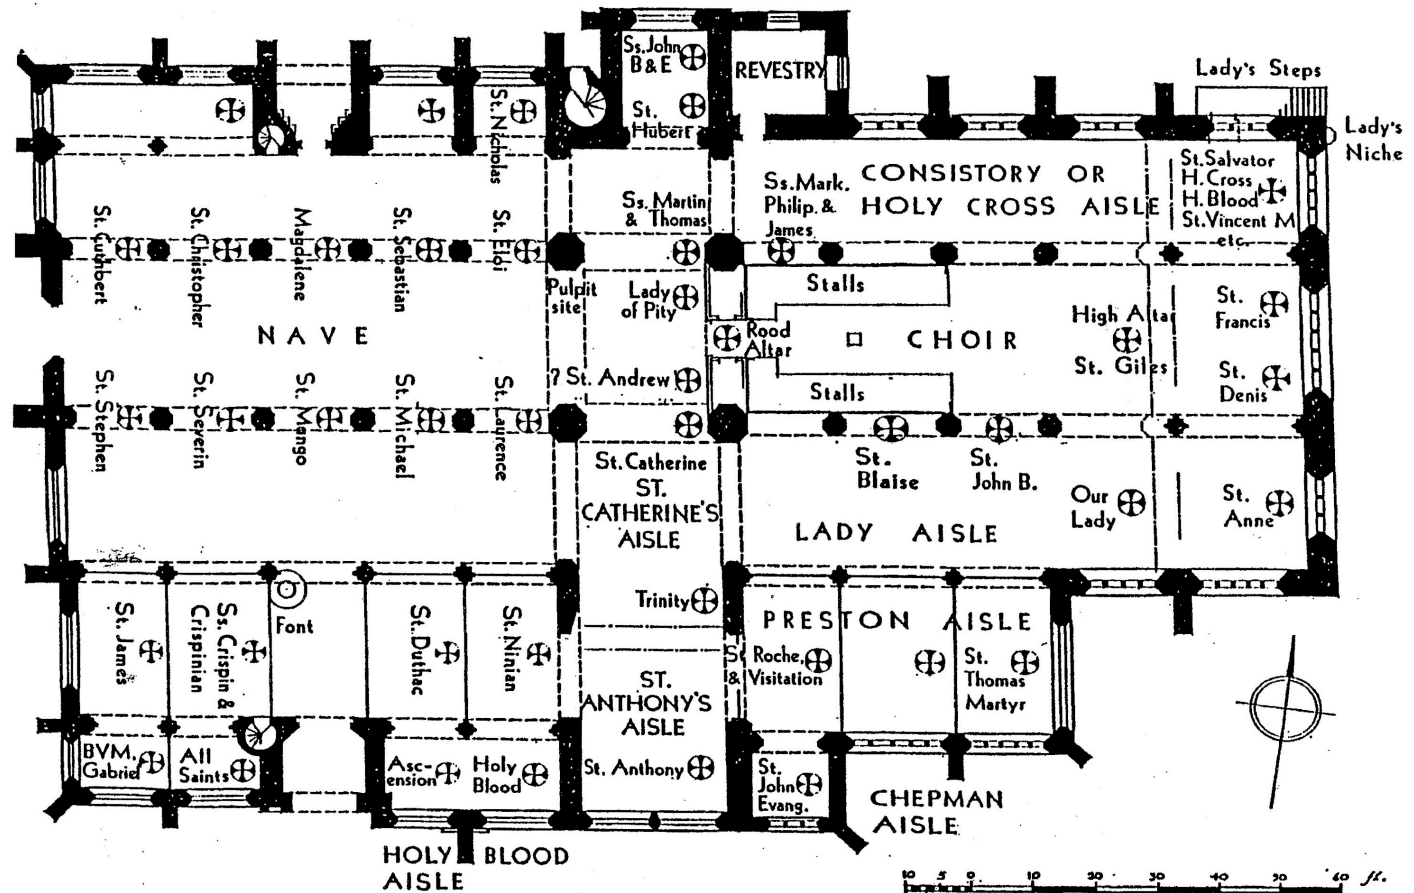 Ss. John
B & E
St.
Hubert
REVESTRY
Lady's Steps
Lady's
Niche
St. Nicholas
CONSISTORY OR
HOLY CROSS AISLE
St. Salvator
H. Cross
H. Blood
St. Vincent M
etc.
Ss. Mark.
Philip. &
James
Ss. Martin
& Thomas
St. Cuthbert
St. Christopher
Magdalene
St. Sebastian
St. Eloi
Pulpit
site
Lady
of Pity
Stalls
NAVE
Rood
Altar
CHOIR
High Altar
St. Giles
St.
Francis
St.
Denis
? St. Andrew
Stalls
St. Stephen
St. Severin
St. Mungo
St. Michael
St. Laurence
St. Catherine
ST.
CATHERINE'S
AISLE
St.
Blaise
St.
John B.
Our
Lady
St.
Anne
LADY AISLE
Trinity
PRESTON AISLE
St. James
Ss. Crispin &
Crispinian
Font
St. Duthac
St. Ninian
St Roche,
& Visitation
St.
Thomas
Martyr
ST.
ANTHONY'S
AISLE
BVM,
Gabriel
All
Saints
Asc-
ension
Holy
Blood
St. Anthony
St.
John
Evang.
CHEPMAN
AISLE
HOLY BLOOD
AISLE
10 5 0 10 20 30 40 50 60 ft.